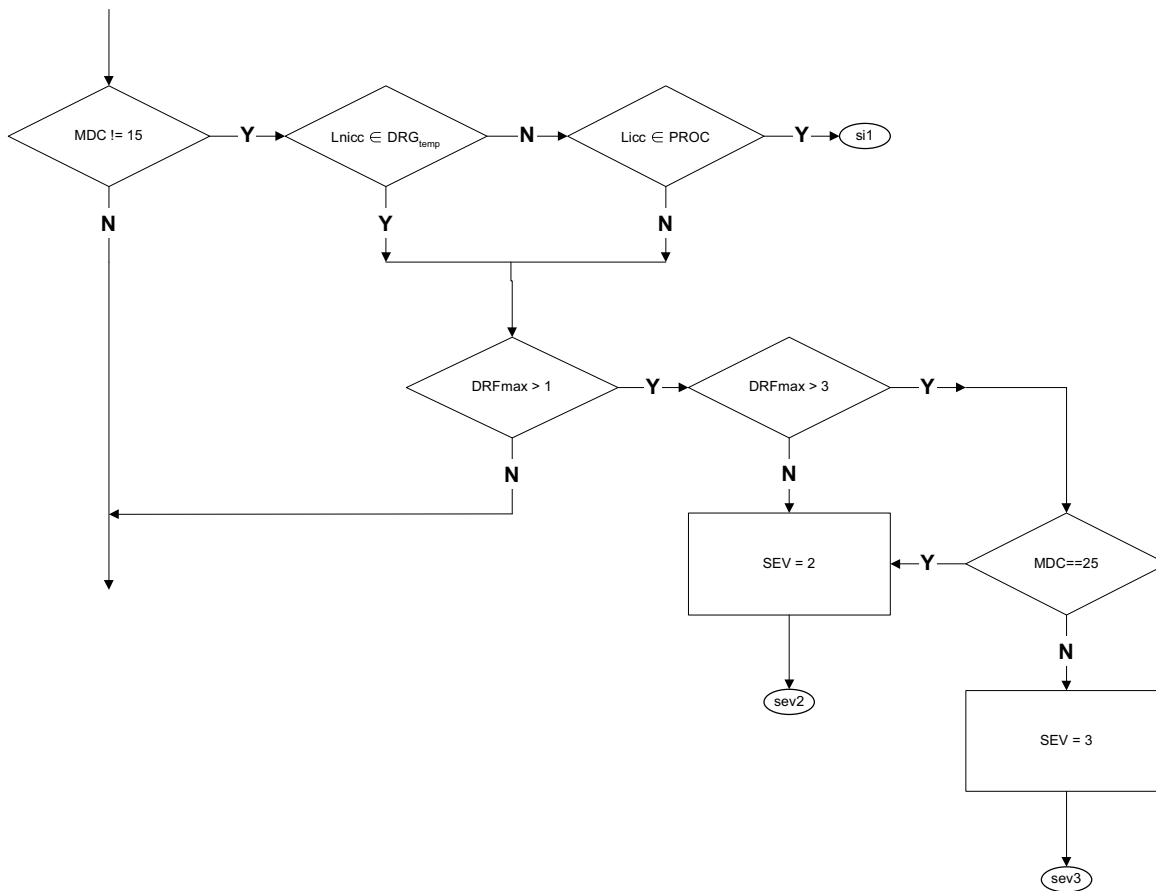 MDC != 15
Y
Lnicc ∈ DRGtemp
N
Licc ∈ PROC
Y
si1
N
Y
N
DRFmax > 1
Y
DRFmax > 3
Y
N
N
SEV = 2
Y
MDC==25
N
sev2
SEV = 3
sev3